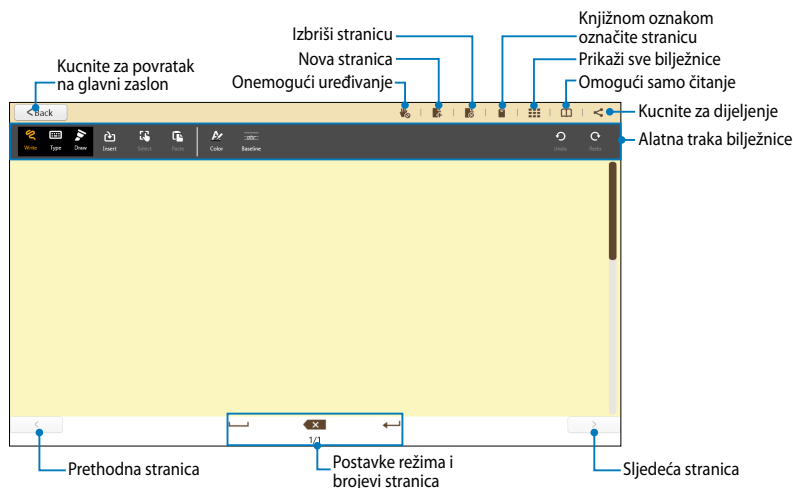 Knjižnom oznakom
označite stranicu
Izbriši stranicu
Nova stranica
Prikaži sve bilježnice
Kucnite za povratak
na glavni zaslon
Onemogući uređivanje
Omogući samo čitanje
< Back
Kucnite za dijeljenje
Alatna traka bilježnice
Write Type Draw Insert Select Paste Color Baseline Undo Redo
abc
1/1
Prethodna stranica
Postavke režima i
brojevi stranica
Sljedeća stranica